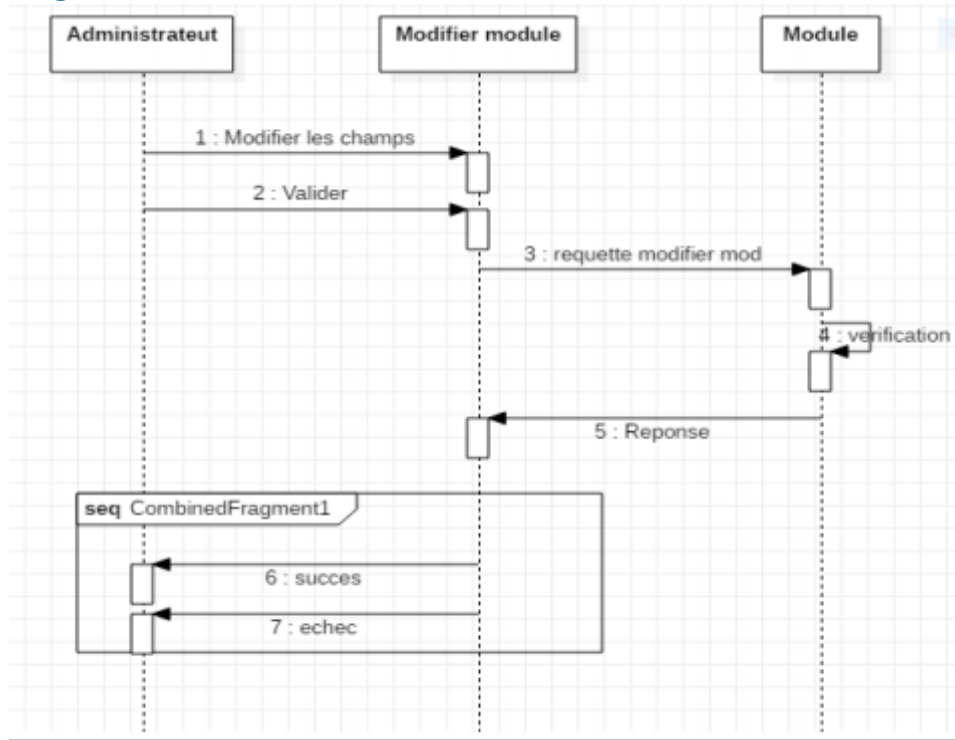 Administrateut
Modifier module
Module
1 : Modifier les champs
2 : Valider
3 : requette modifier mod
4 : verification
5 : Reponse
seq CombinedFragment1
6 : succes
7 : echec